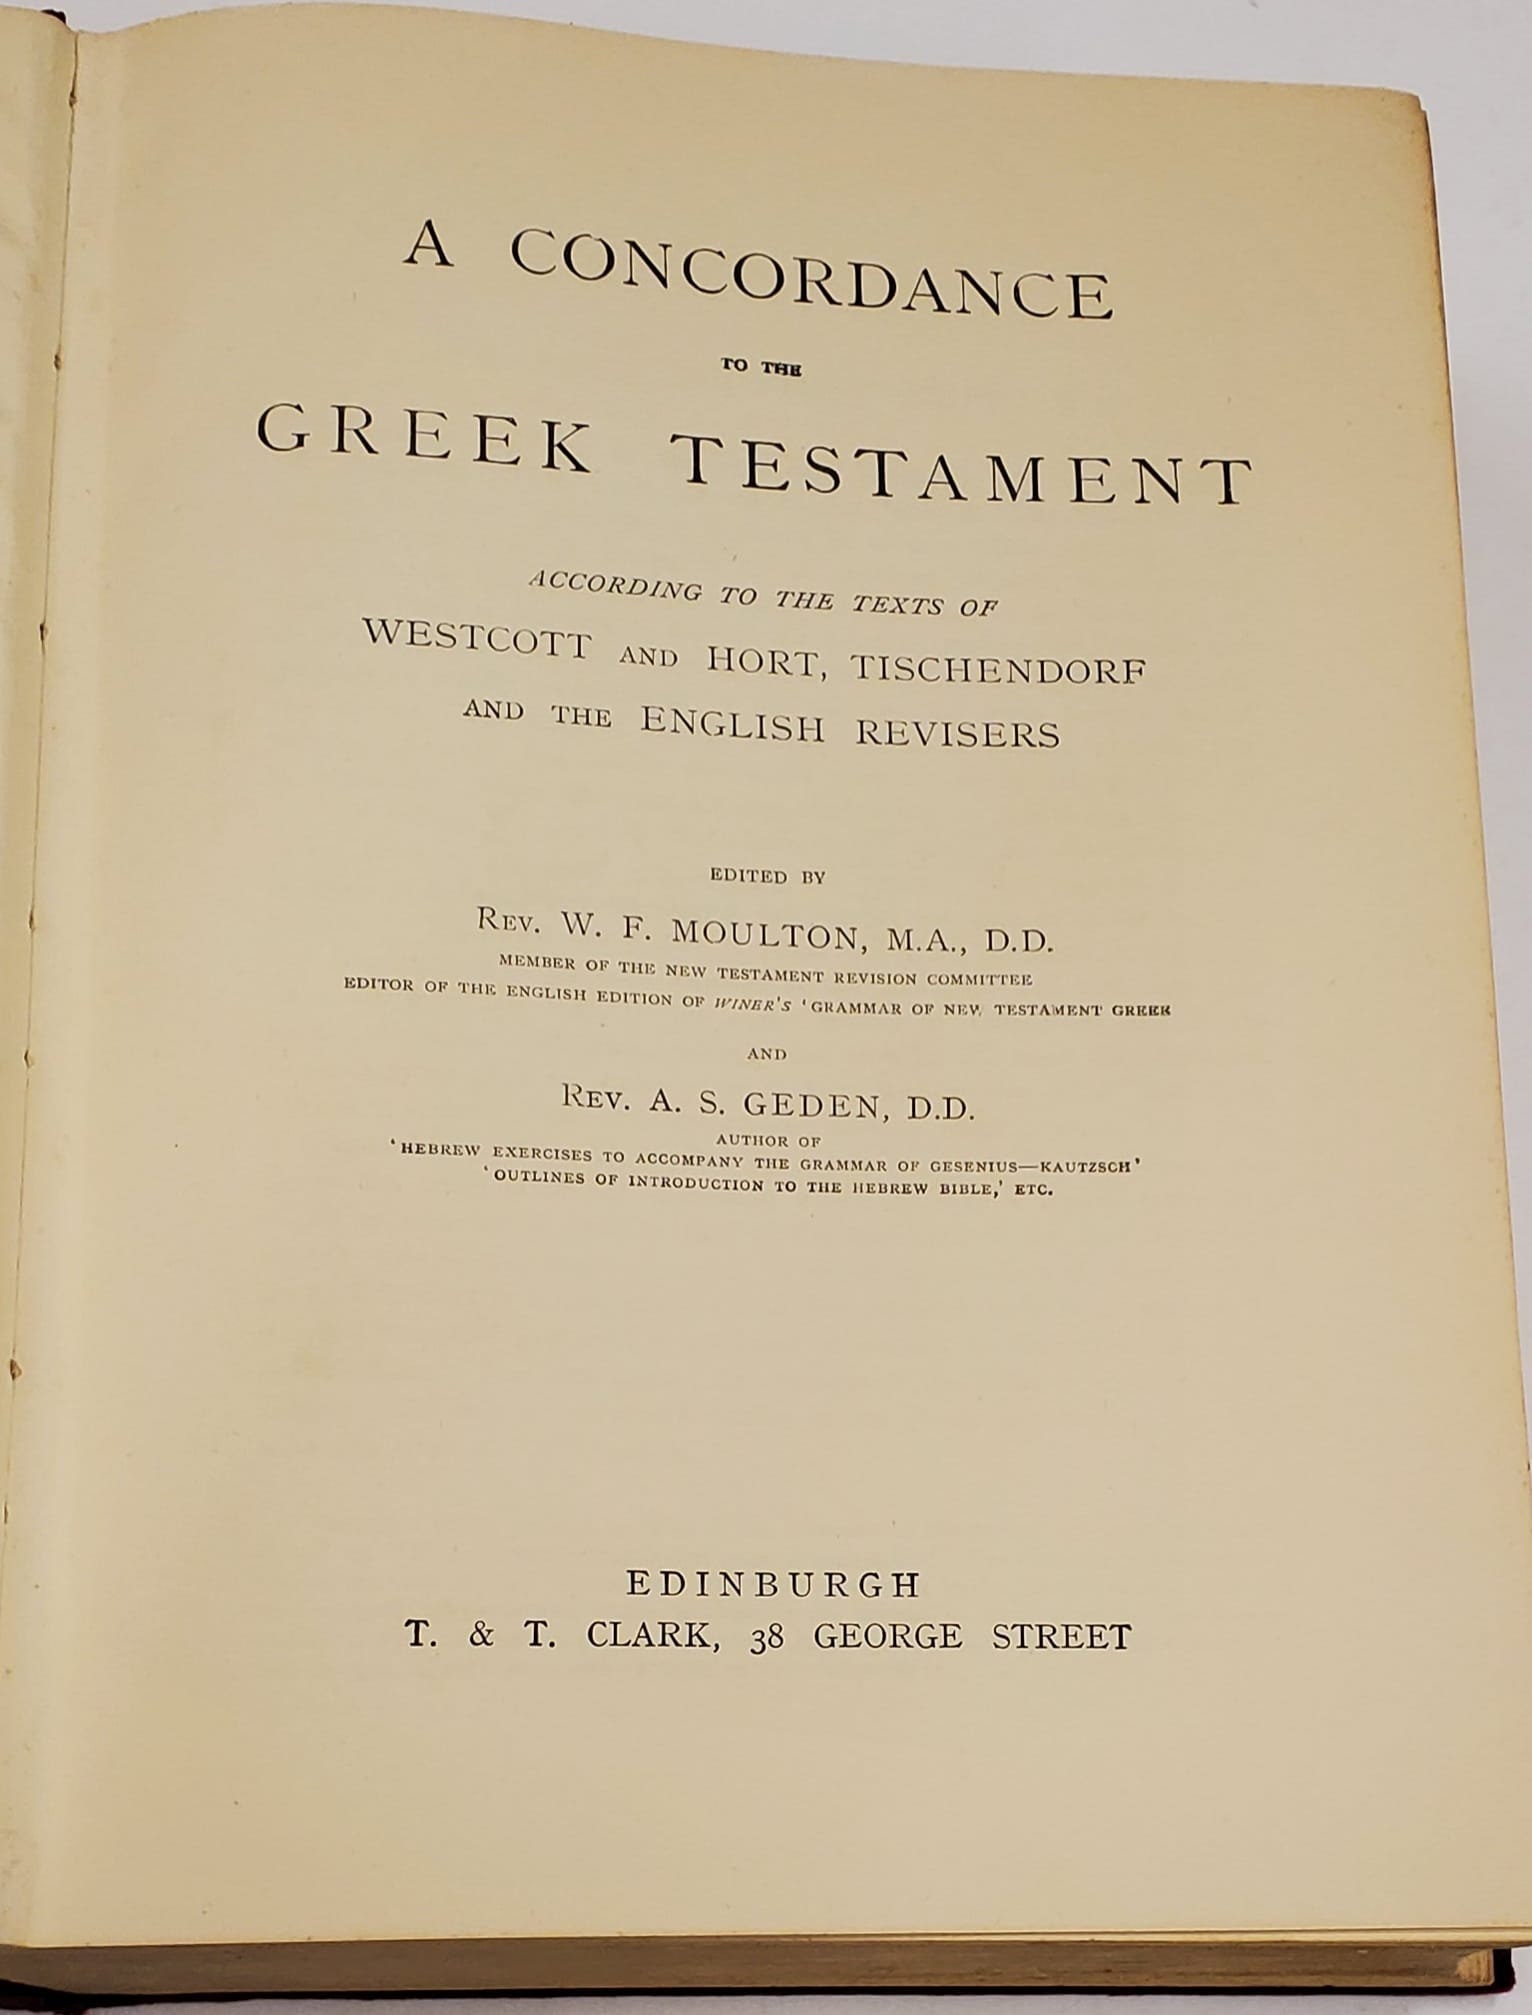 A CONCORDANCE
TO THE
GREEK TESTAMENT
ACCORDING TO THE TEXTS OF
WESTCOTT AND HORT, TISCHENDORF
AND THE ENGLISH REVISERS
EDITED BY
REV. W. F. MOULTON, M.A., D.D.
MEMBER OF THE NEW TESTAMENT REVISION COMMITTEE
EDITOR OF THE ENGLISH EDITION OF WINER'S 'GRAMMAR OF NEW TESTAMENT GREEK
AND
REV. A. S. GEDEN, D.D.
AUTHOR OF
'HEBREW EXERCISES TO ACCOMPANY THE GRAMMAR OF GESENIUS—KAUTZSCH'
'OUTLINES OF INTRODUCTION TO THE HEBREW BIBLE,' ETC.
EDINBURGH
T. & T. CLARK, 38 GEORGE STREET